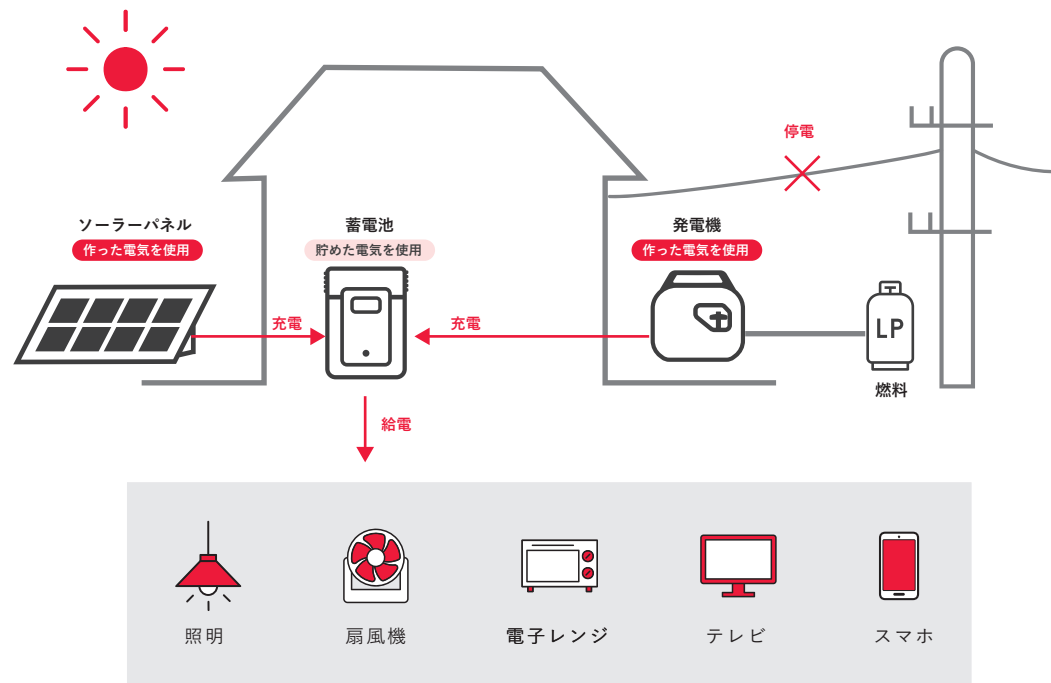 停電
ソーラーパネル
作った電気を使用
蓄電池
貯めた電気を使用
発電機
作った電気を使用
充電
充電
LP
燃料
給電
照明
扇風機
電子レンジ
テレビ
スマホ